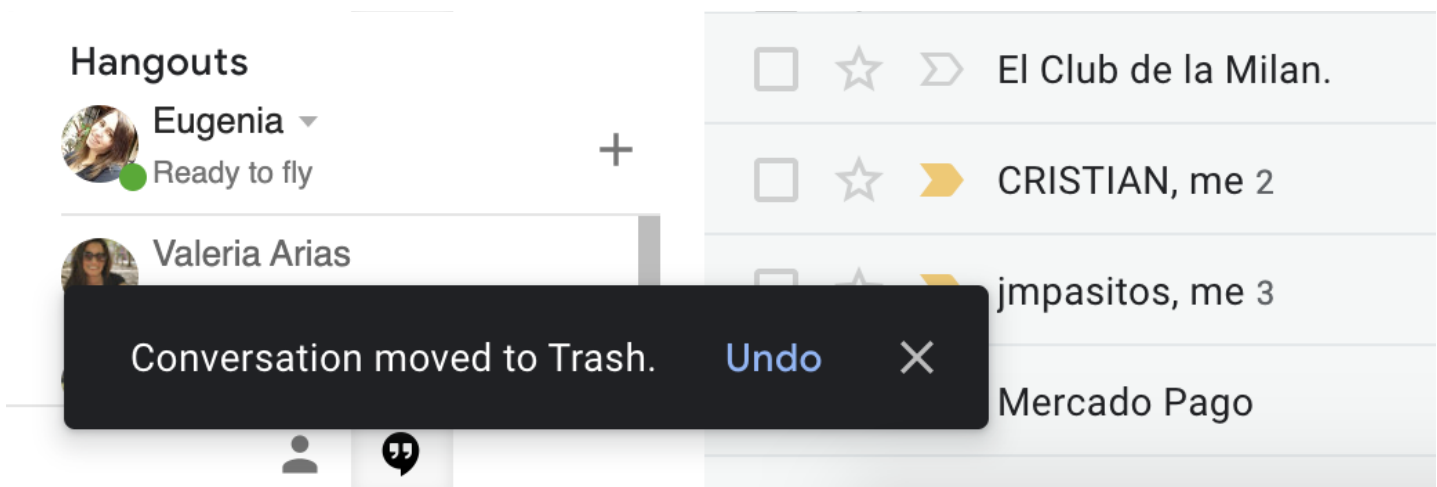 Hangouts
Eugenia
Ready to fly
Valeria Arias
El Club de la Milan.
CRISTIAN, me 2
jmpasitos, me 3
Mercado Pago
Conversation moved to Trash. Undo